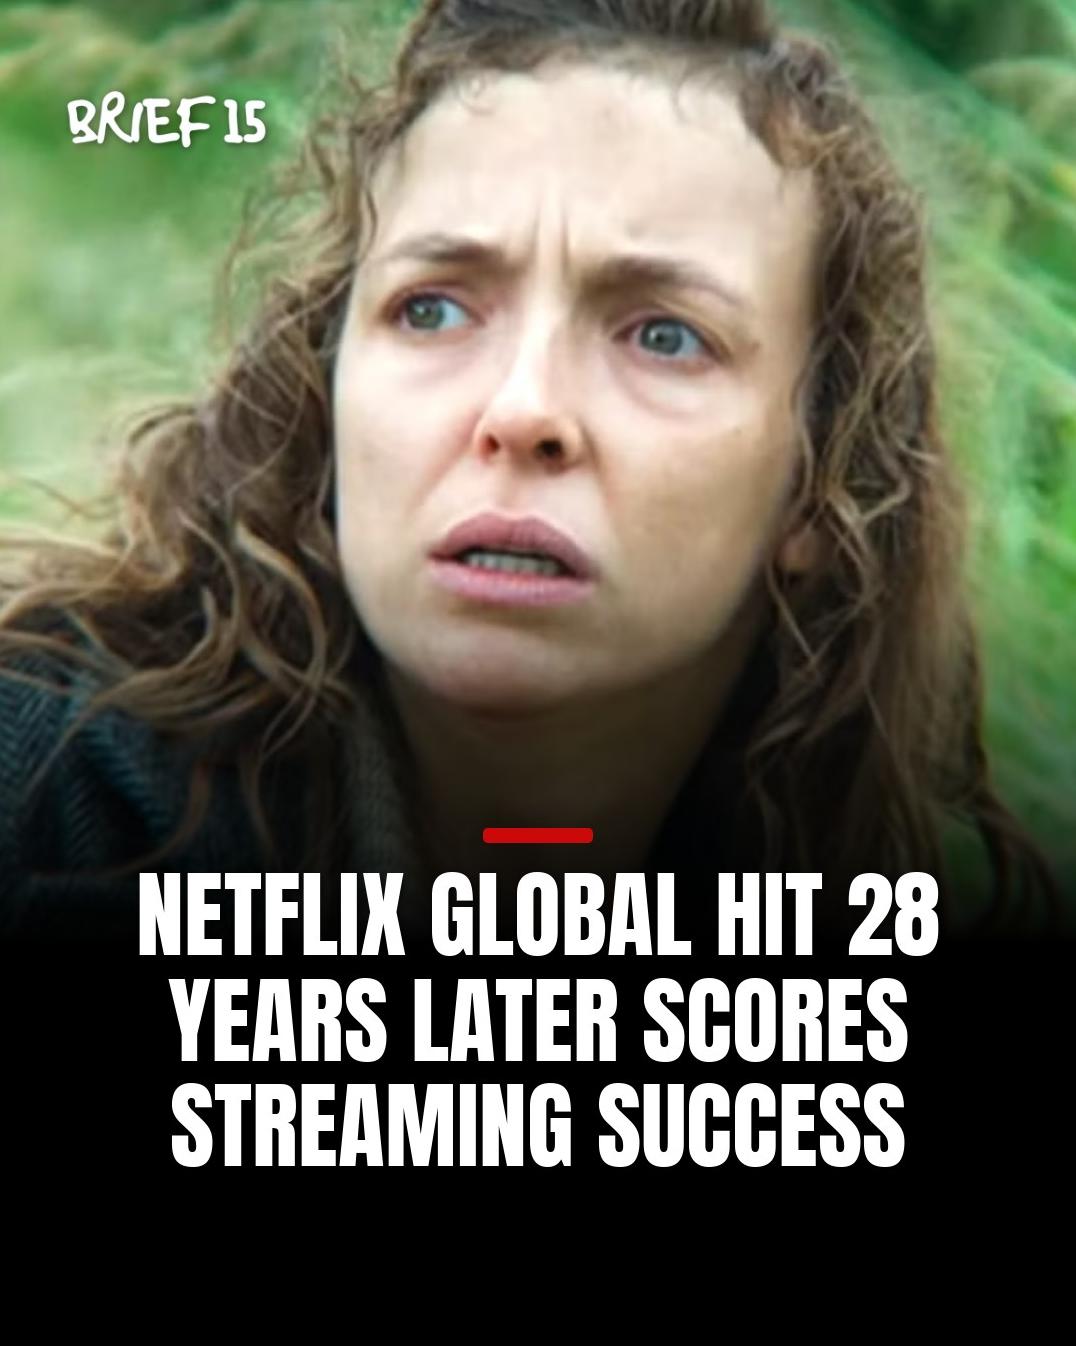 BRIEF 15
NETFLIX GLOBAL HIT 28
YEARS LATER SCORES
STREAMING SUCCESS